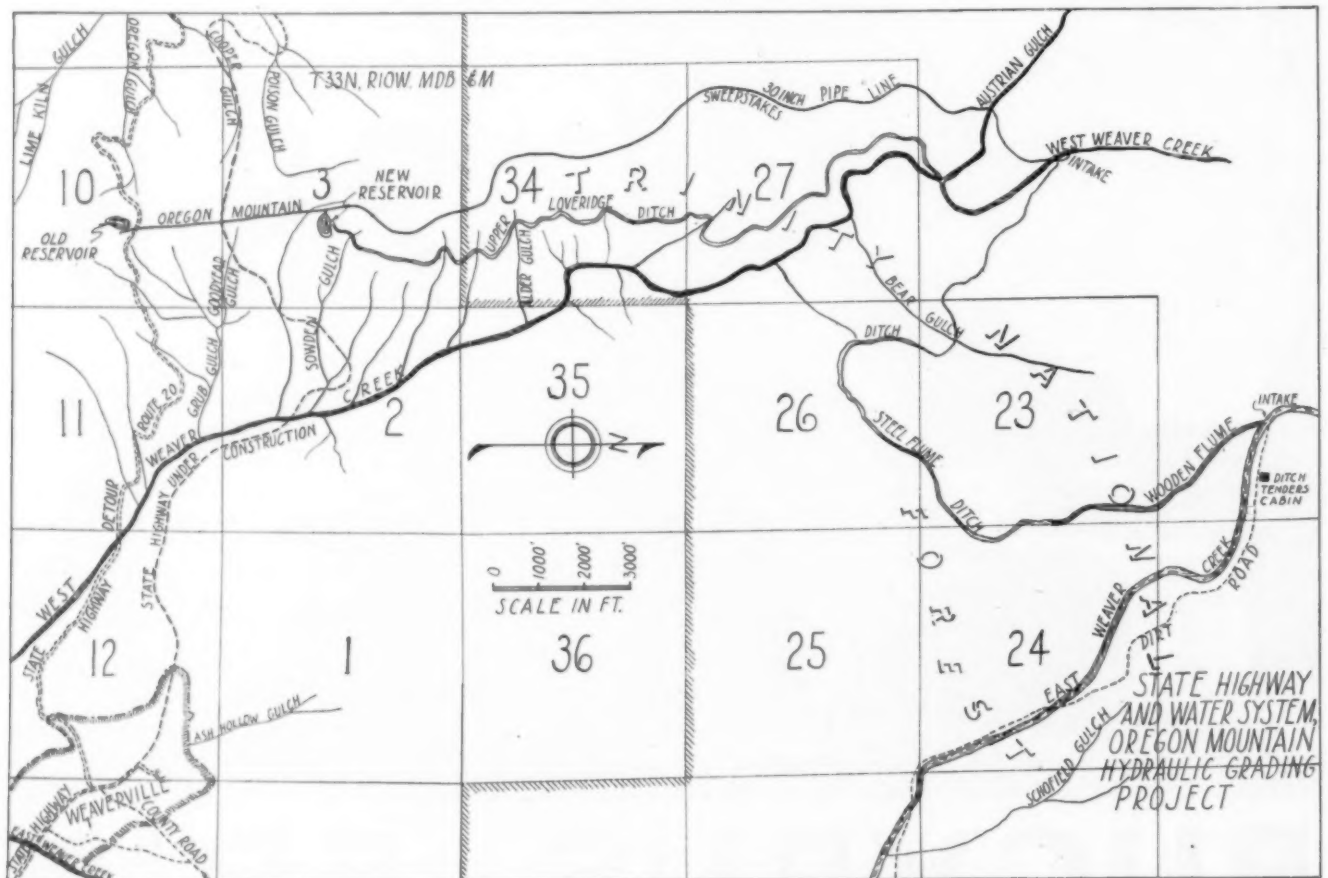 LIME KILN GULCH
OREGON GULCH
COOPER GULCH
POISON GULCH
T33N, R10W. MDB & M
SWEEPSTAKES
30 INCH PIPE LINE
AUSTRIAN GULCH
WEST WEAVER CREEK
INTAKE
10
3
34
27
NEW
RESERVOIR
OREGON MOUNTAIN
OLD
RESERVOIR
UPPER LOVERIDGE DITCH
TRINITY
ALDER GULCH
GOODYEAR
GULCH
SOWDEN GULCH
BEAR GULCH
DITCH
NATIONAL
GRUB GULCH
ROUTE 20
11
2
35
N
26
23
STEEL FLUME
DITCH
WOODEN FLUME
INTAKE
DITCH
TENDERS
CABIN
WEST WEAVER CREEK
STATE HIGHWAY UNDER CONSTRUCTION
STATE HIGHWAY DETOUR
0 1000' 2000' 3000'
SCALE IN FT.
12
1
36
25
24
FOREST
EAST WEAVER CREEK
DIRT ROAD
ASH HOLLOW GULCH
SCHOFIELD GULCH
WEAVERVILLE
STATE HIGHWAY
COUNTY ROAD
EAST WEAVER CREEK
STATE HIGHWAY
AND WATER SYSTEM,
OREGON MOUNTAIN
HYDRAULIC GRADING
PROJECT